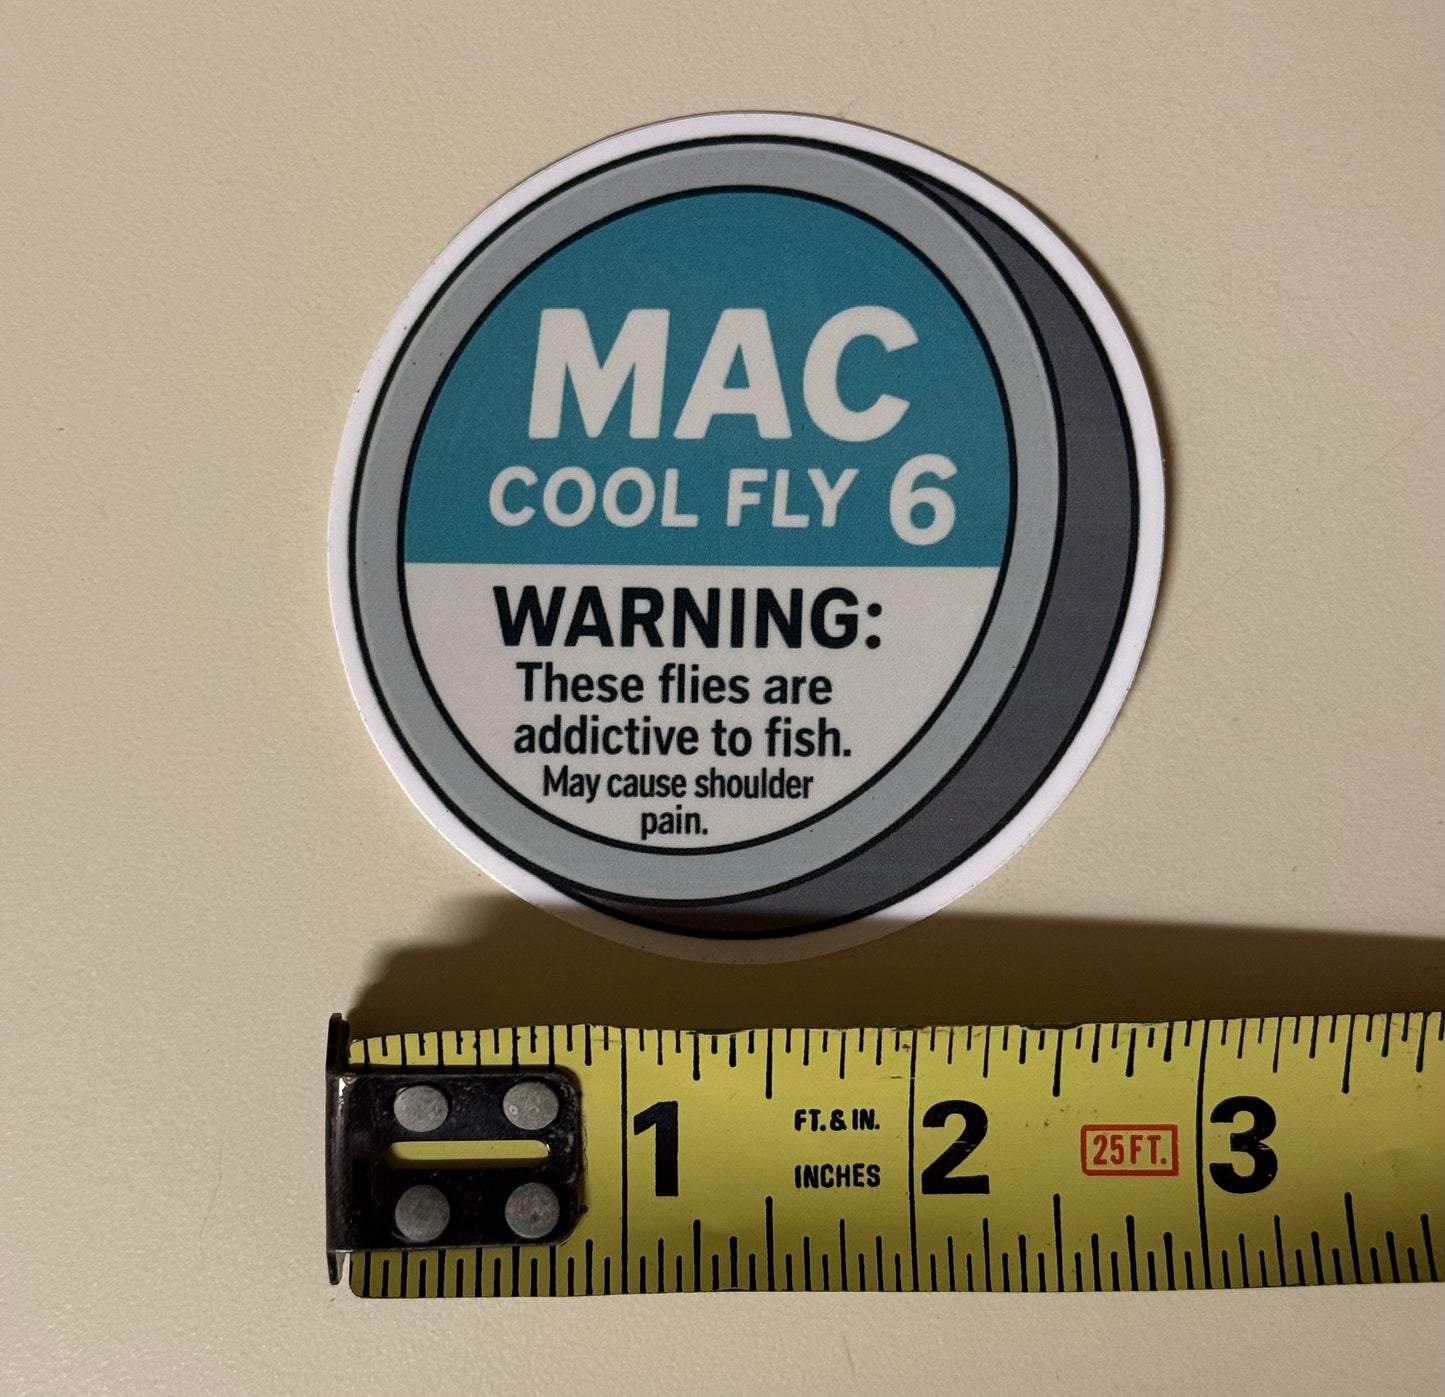 MAC
COOL FLY 6
WARNING:
These flies are
addictive to fish.
May cause shoulder
pain.
1
FT. & IN.
INCHES
2
25 FT.
3